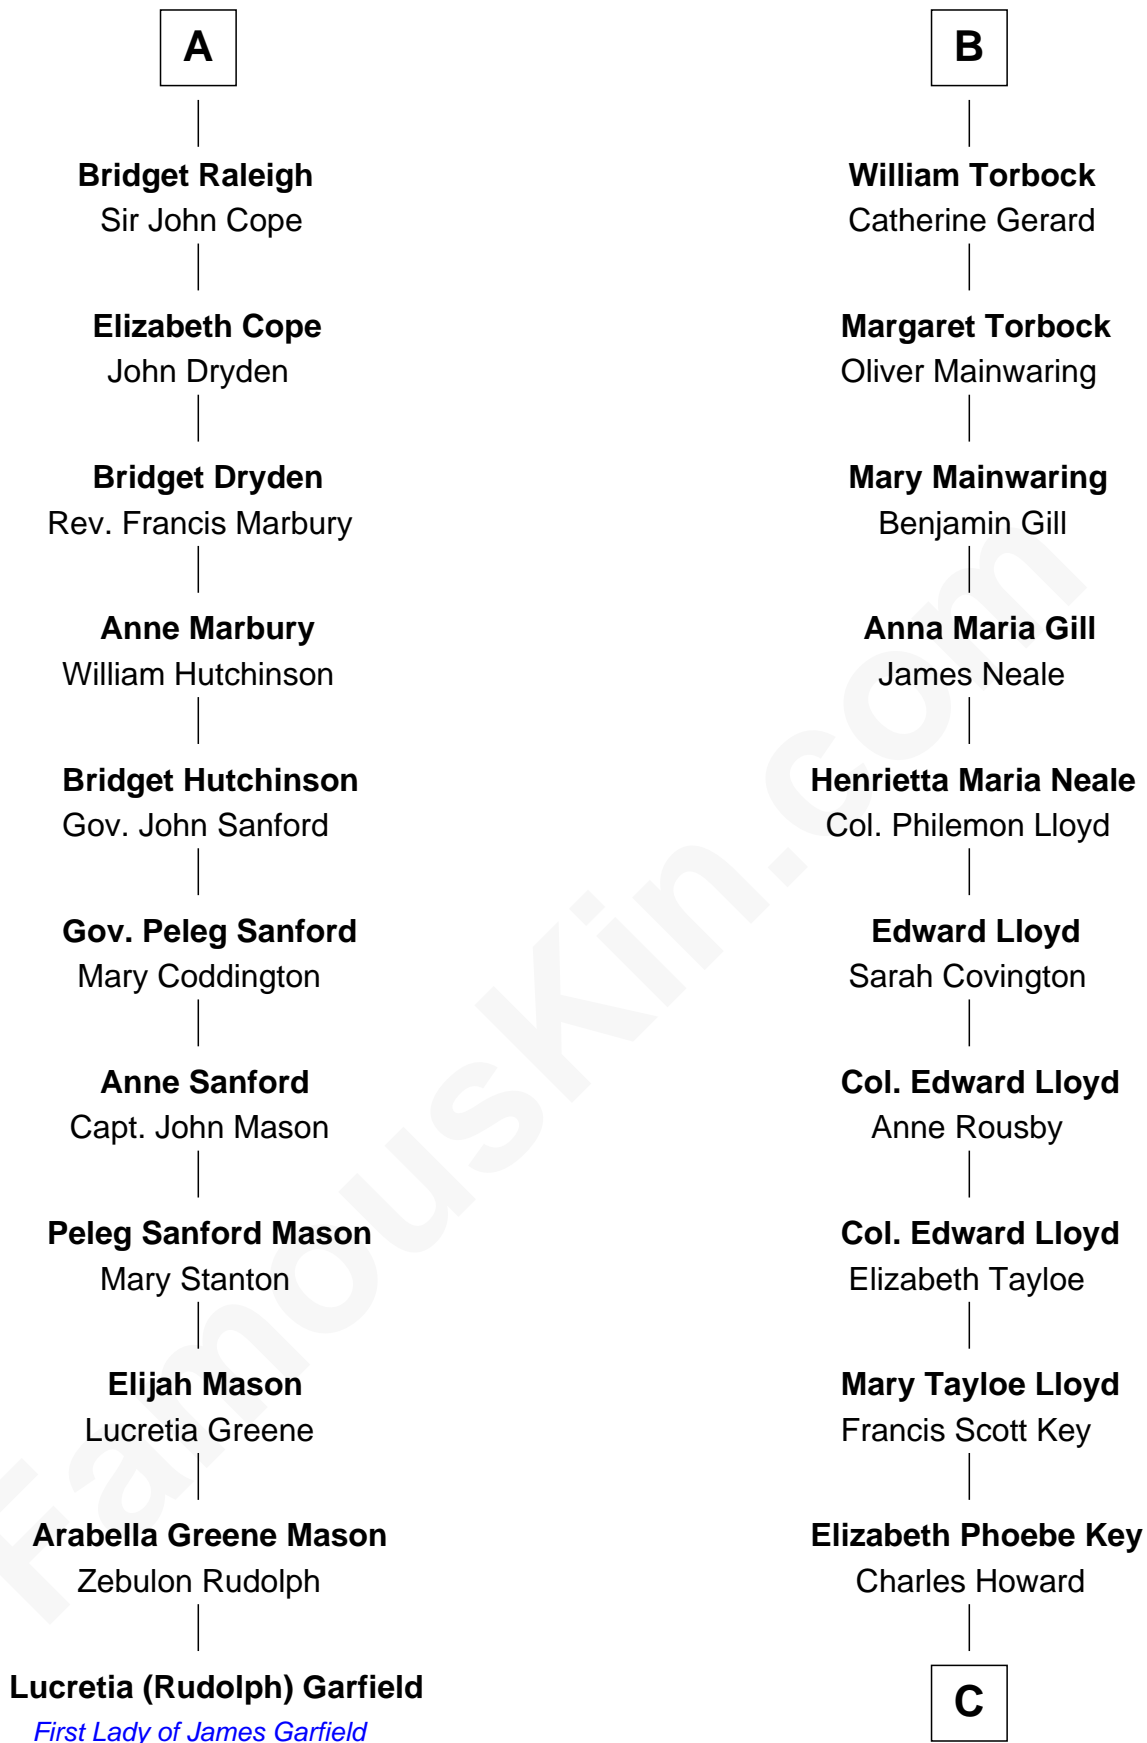 A
Bridget Raleigh
Sir John Cope
Elizabeth Cope
John Dryden
Bridget Dryden
Rev. Francis Marbury
Anne Marbury
William Hutchinson
Bridget Hutchinson
Gov. John Sanford
Gov. Peleg Sanford
Mary Coddington
Anne Sanford
Capt. John Mason
Peleg Sanford Mason
Mary Stanton
Elijah Mason
Lucretia Greene
Arabella Greene Mason
Zebulon Rudolph
Lucretia (Rudolph) Garfield
First Lady of James Garfield
B
William Torbock
Catherine Gerard
Margaret Torbock
Oliver Mainwaring
Mary Mainwaring
Benjamin Gill
Anna Maria Gill
James Neale
Henrietta Maria Neale
Col. Philemon Lloyd
Edward Lloyd
Sarah Covington
Col. Edward Lloyd
Anne Rousby
Col. Edward Lloyd
Elizabeth Tayloe
Mary Tayloe Lloyd
Francis Scott Key
Elizabeth Phoebe Key
Charles Howard
C
FamousKin.com